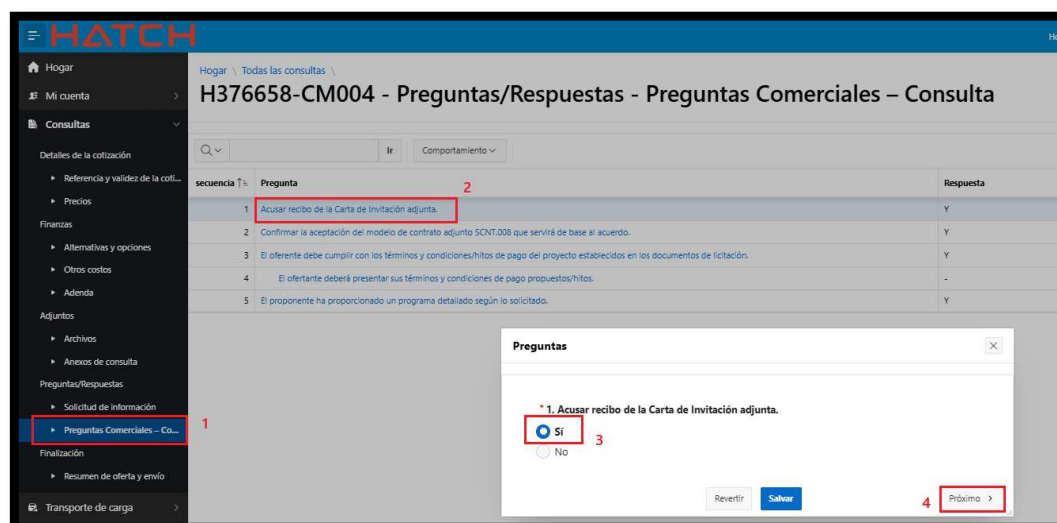 HATCH
Hogar
Mi cuenta
Consultas
Detalles de la cotización
Referencia y validez de la coti...
Precios
Finanzas
Alternativas y opciones
Otros costos
Adenda
Adjuntos
Archivos
Anexos de consulta
Preguntas/Respuestas
Solicitud de información
Preguntas Comerciales – Co...
1
Finalización
Resumen de oferta y envío
Transporte de carga
Hogar \ Todas las consultas \
H376658-CM004 - Preguntas/Respuestas - Preguntas Comerciales – Consulta
Ir Comportamiento
secuencia Pregunta 2 Respuesta
1 Acusar recibo de la Carta de Invitación adjunta. Y
2 Confirmar la aceptación del modelo de contrato adjunto SCNT.008 que servirá de base al acuerdo. Y
3 El oferente debe cumplir con los términos y condiciones/hitos de pago del proyecto establecidos en los documentos de licitación. Y
4 El ofertante deberá presentar sus términos y condiciones de pago propuestos/hitos. -
5 El proponente ha proporcionado un programa detallado según lo solicitado. Y
Preguntas
* 1. Acusar recibo de la Carta de Invitación adjunta.
Sí 3
No
Revertir Salvar 4 Próximo >